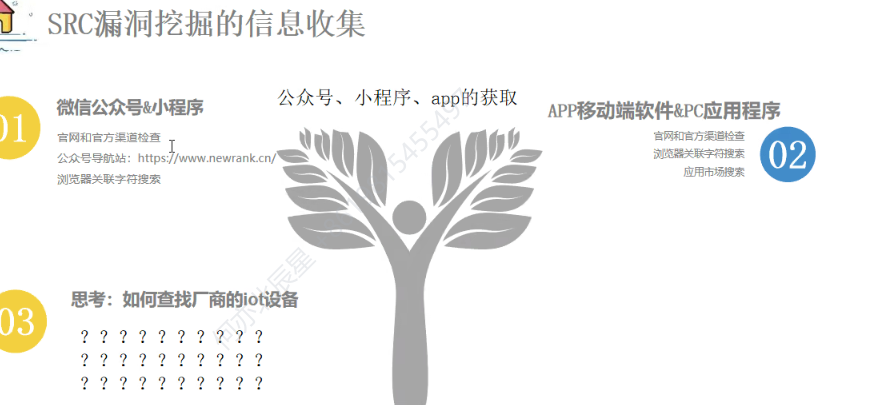 SRC漏洞挖掘的信息收集
公众号、小程序、app的获取
01
微信公众号&小程序
官网和官方渠道检查
公众号导航站：https://www.newrank.cn/
浏览器关联字符搜索
APP移动端软件&PC应用程序
官网和官方渠道检查
浏览器关联字符搜索
应用市场搜索
02
03
思考：如何查找厂商的iot设备
？？？？？？？？？？
？？？？？？？？？？
？？？？？？？？？？